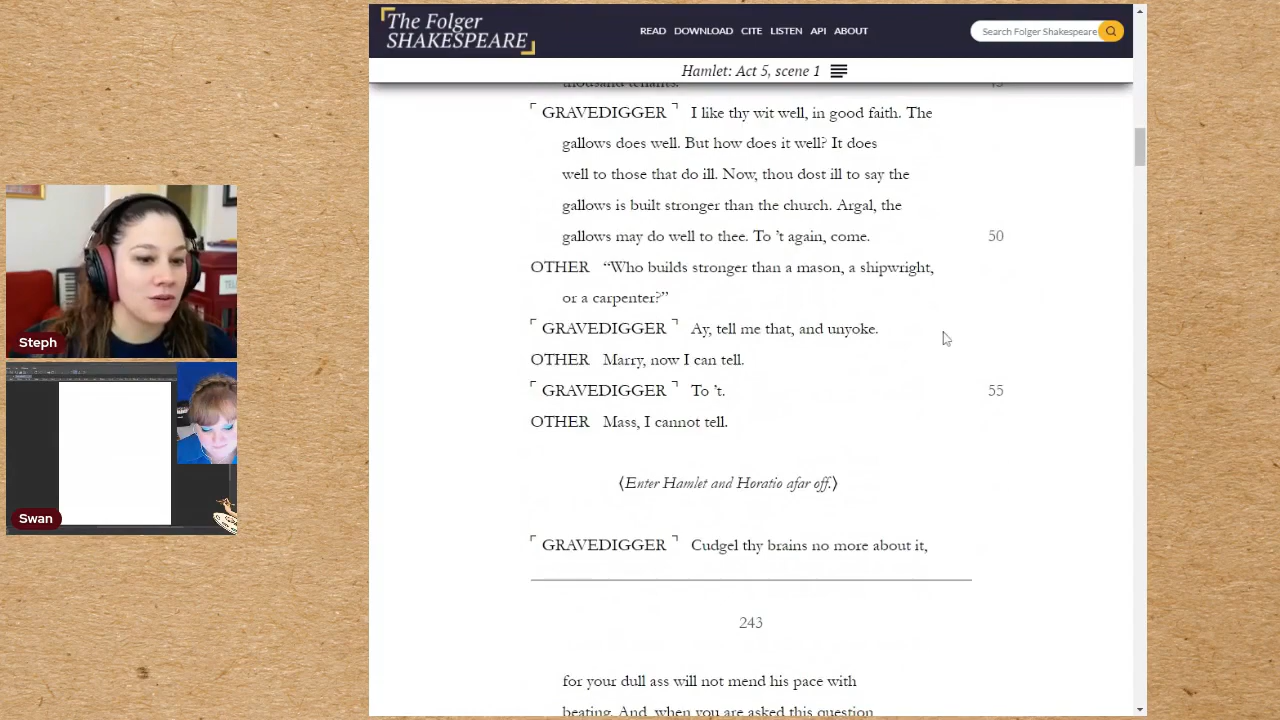 The Folger
SHAKESPEARE
READ DOWNLOAD CITE LISTEN API ABOUT
Search Folger Shakespeare
Hamlet: Act 5, scene 1
thousand tenants. 45
GRAVEDIGGER I like thy wit well, in good faith. The
gallows does well. But how does it well? It does
well to those that do ill. Now, thou dost ill to say the
gallows is built stronger than the church. Argal, the
gallows may do well to thee. To ’t again, come. 50
OTHER “Who builds stronger than a mason, a shipwright,
or a carpenter?”
GRAVEDIGGER Ay, tell me that, and unyoke.
OTHER Marry, now I can tell.
GRAVEDIGGER To ’t. 55
OTHER Mass, I cannot tell.
⟨Enter Hamlet and Horatio afar off.⟩
GRAVEDIGGER Cudgel thy brains no more about it,
243
for your dull ass will not mend his pace with
beating. And, when you are asked this question
Steph
Swan